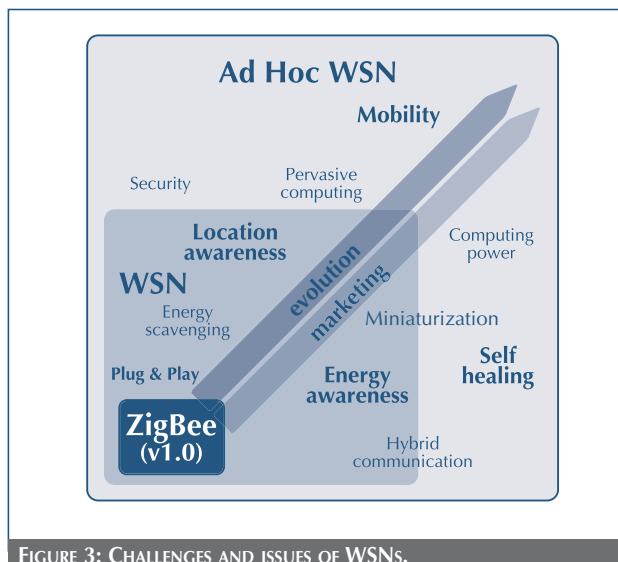 Ad Hoc WSN
Mobility
Security
Pervasive
computing
Location
awareness
Computing
power
WSN
evolution
marketing
Energy
scavenging
Miniaturization
Plug & Play
Energy
awareness
Self
healing
ZigBee
(v1.0)
Hybrid
communication
FIGURE 3: CHALLENGES AND ISSUES OF WSNS.